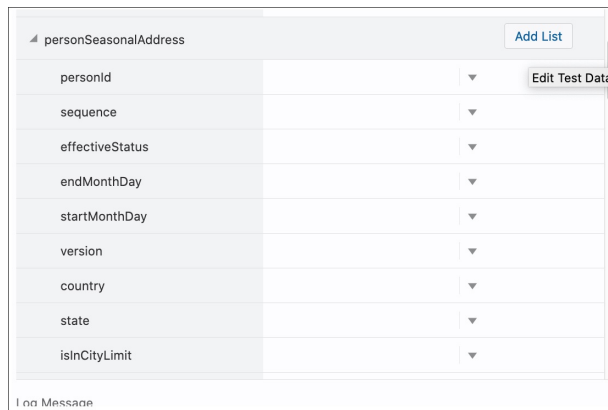 personSeasonalAddress Add List
personId Edit Test Data
sequence
effectiveStatus
endMonthDay
startMonthDay
version
country
state
isInCityLimit
Log Message